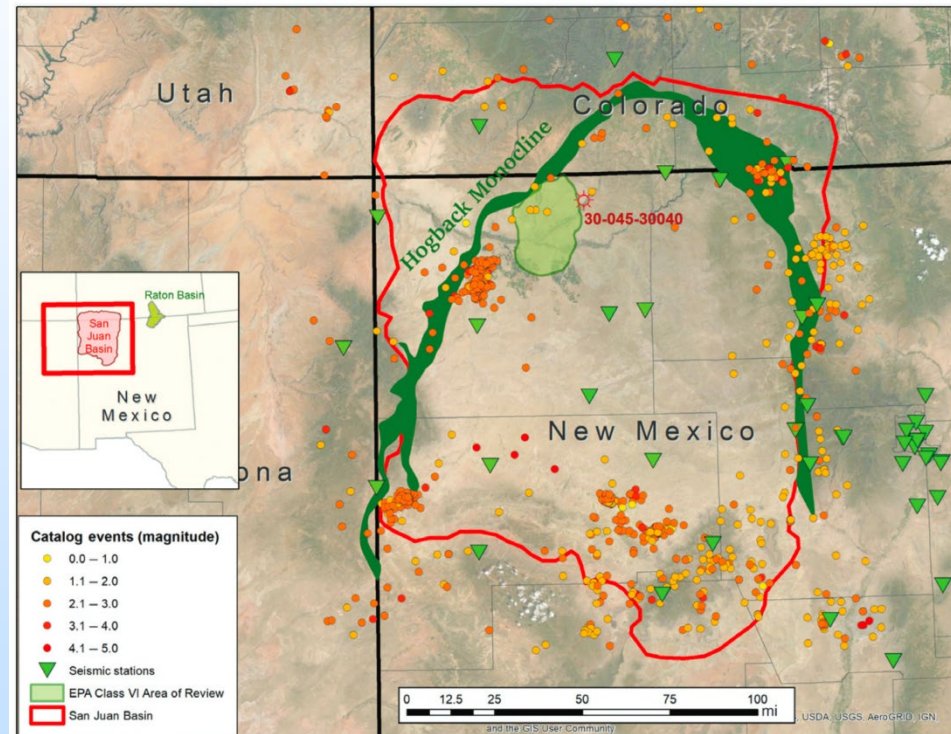 Utah
Colorado
Hogback Monocline
30-045-30040
Raton Basin
San
Juan
Basin
New
Mexico
New Mexico
ona
Catalog events (magnitude)
0.0 – 1.0
1.1 – 2.0
2.1 – 3.0
3.1 – 4.0
4.1 – 5.0
Seismic stations
EPA Class VI Area of Review
San Juan Basin
0 12.5 25 50 75 100
mi
, USDA, USGS, AeroGRID, IGN,
and the GIS User Community